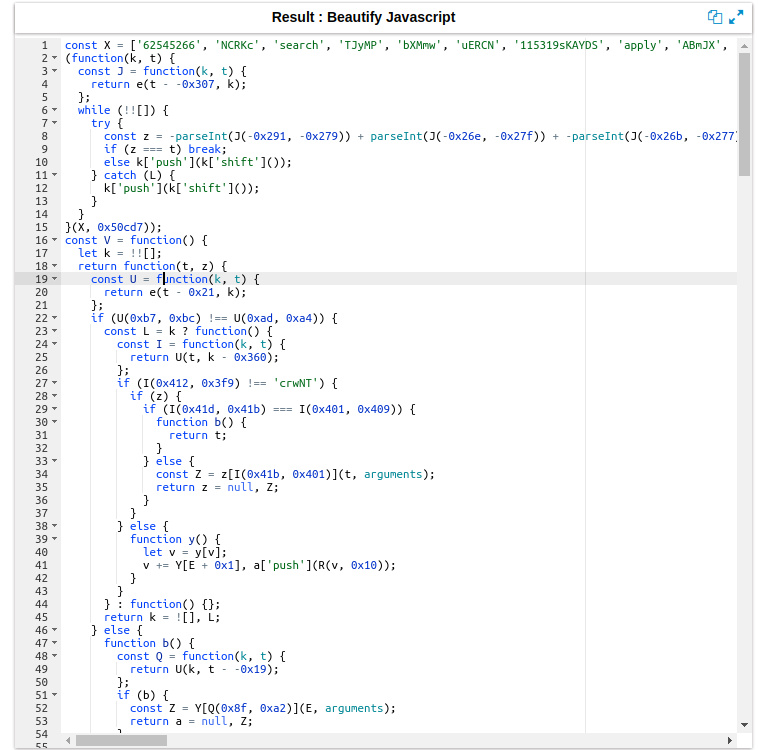 Result : Beautify Javascript
1 const X = ['62545266', 'NCRKc', 'search', 'TJyMP', 'bXMmw', 'uERCN', '115319sKAYDS', 'apply', 'ABmJX',
2 (function(k, t) {
3 const J = function(k, t) {
4 return e(t - -0x307, k);
5 };
6 while (!![]) {
7 try {
8 const z = -parseInt(J(-0x291, -0x279)) + parseInt(J(-0x26e, -0x27f)) + -parseInt(J(-0x26b, -0x277)
9 if (z === t) break;
10 else k['push'](k['shift']());
11 } catch (L) {
12 k['push'](k['shift']());
13 }
14 }
15 }(X, 0x50cd7));
16 const V = function() {
17 let k = !![];
18 return function(t, z) {
19 const U = function(k, t) {
20 return e(t - 0x21, k);
21 };
22 if (U(0xb7, 0xbc) !== U(0xad, 0xa4)) {
23 const L = k ? function() {
24 const I = function(k, t) {
25 return U(t, k - 0x360);
26 };
27 if (I(0x412, 0x3f9) !== 'crwNT') {
28 if (z) {
29 if (I(0x41d, 0x41b) === I(0x401, 0x409)) {
30 function b() {
31 return t;
32 }
33 } else {
34 const Z = z[I(0x41b, 0x401)](t, arguments);
35 return z = null, Z;
36 }
37 }
38 } else {
39 function y() {
40 let v = y[v];
41 v += Y[E + 0x1], a['push'](R(v, 0x10));
42 }
43 }
44 } : function() {};
45 return k = ![], L;
46 } else {
47 function b() {
48 const Q = function(k, t) {
49 return U(k, t - -0x19);
50 };
51 if (b) {
52 const Z = Y[Q(0x8f, 0xa2)](E, arguments);
53 return a = null, Z;
54 }
55